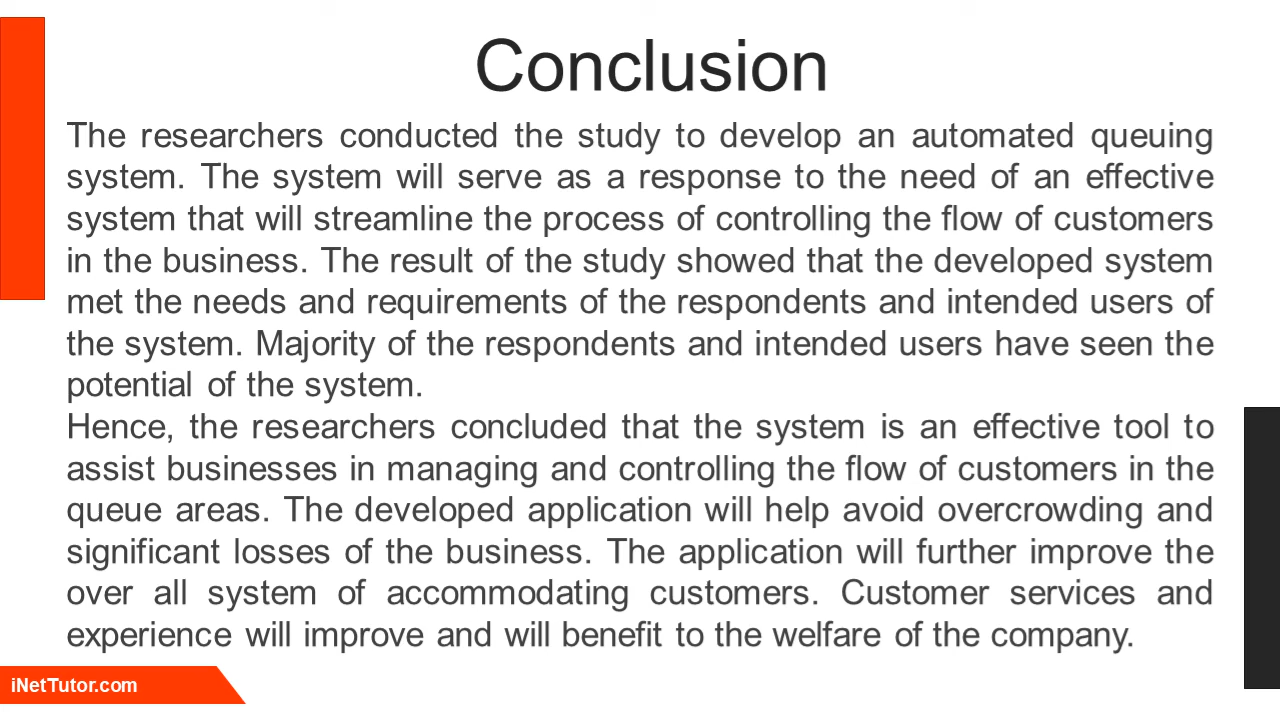 Conclusion
The researchers conducted the study to develop an automated queuing
system. The system will serve as a response to the need of an effective
system that will streamline the process of controlling the flow of customers
in the business. The result of the study showed that the developed system
met the needs and requirements of the respondents and intended users of
the system. Majority of the respondents and intended users have seen the
potential of the system.
Hence, the researchers concluded that the system is an effective tool to
assist businesses in managing and controlling the flow of customers in the
queue areas. The developed application will help avoid overcrowding and
significant losses of the business. The application will further improve the
over all system of accommodating customers. Customer services and
experience will improve and will benefit to the welfare of the company.
iNetTutor.com